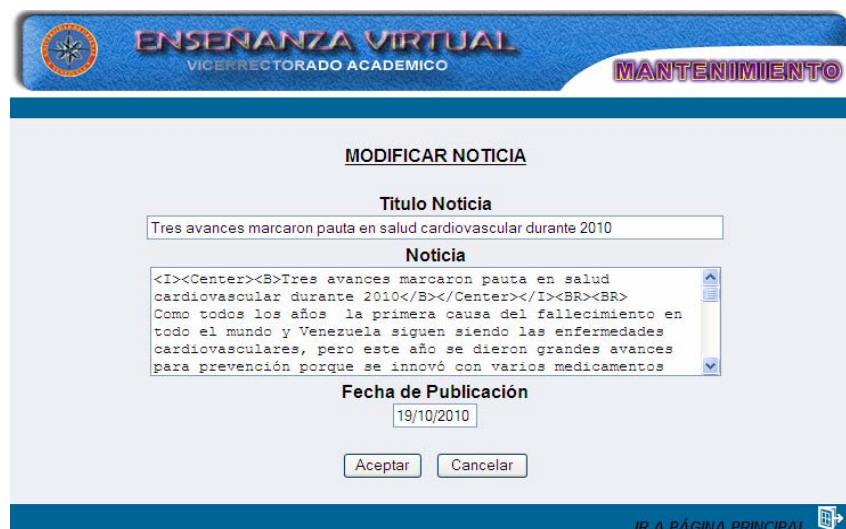 ENSEÑANZA VIRTUAL
VICERRECTORADO ACADEMICO
MANTENIMIENTO
MODIFICAR NOTICIA
Titulo Noticia
Tres avances marcaron pauta en salud cardiovascular durante 2010
Noticia
<I><Center><B>Tres avances marcaron pauta en salud
cardiovascular durante 2010</B></Center></I><BR><BR>
Como todos los años  la primera causa del fallecimiento en
todo el mundo y Venezuela siguen siendo las enfermedades
cardiovasculares, pero este año se dieron grandes avances
para prevención porque se innovó con varios medicamentos
Fecha de Publicación
19/10/2010
Aceptar Cancelar
IR A PÁGINA PRINCIPAL